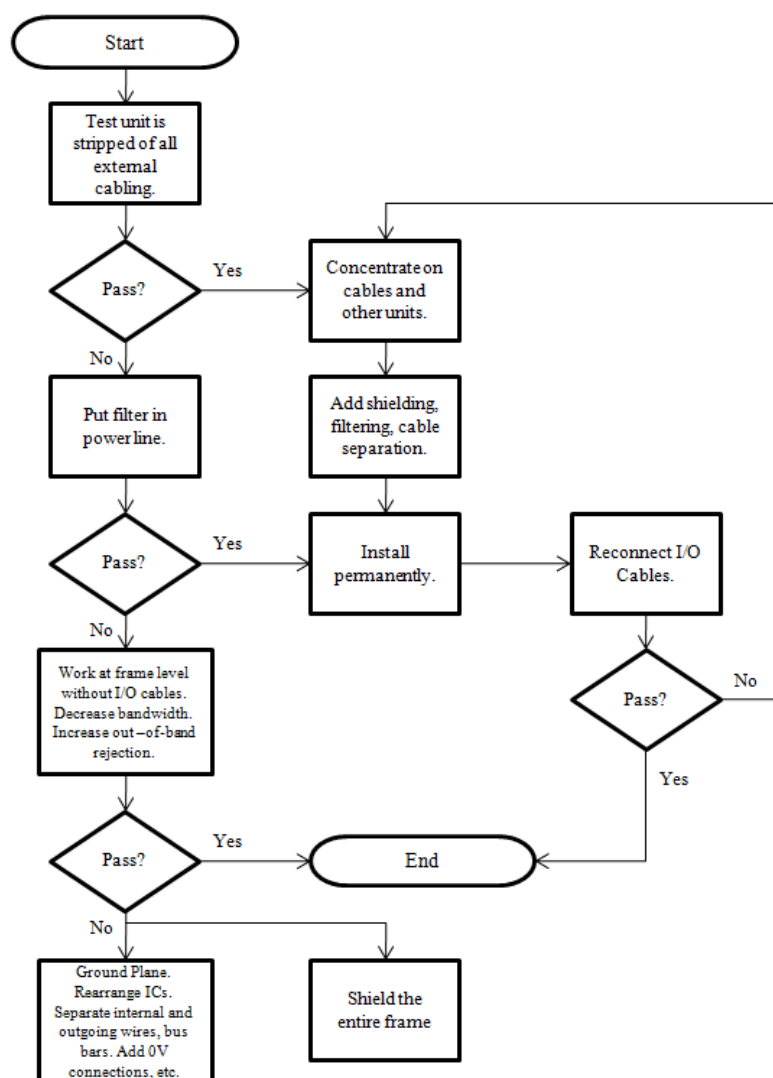 Start
Test unit is
stripped of all
external
cabling.
Pass?
Yes
Concentrate on
cables and
other units.
No
Put filter in
power line.
Add shielding,
filtering, cable
separation.
Pass?
Yes
Install
permanently.
Reconnect I/O
Cables.
No
Work at frame level
without I/O cables.
Decrease bandwidth.
Increase out–of-band
rejection.
Pass?
No
Yes
Pass?
Yes
End
No
Ground Plane.
Rearrange ICs.
Separate internal and
outgoing wires, bus
bars. Add 0V
connections, etc.
Shield the
entire frame